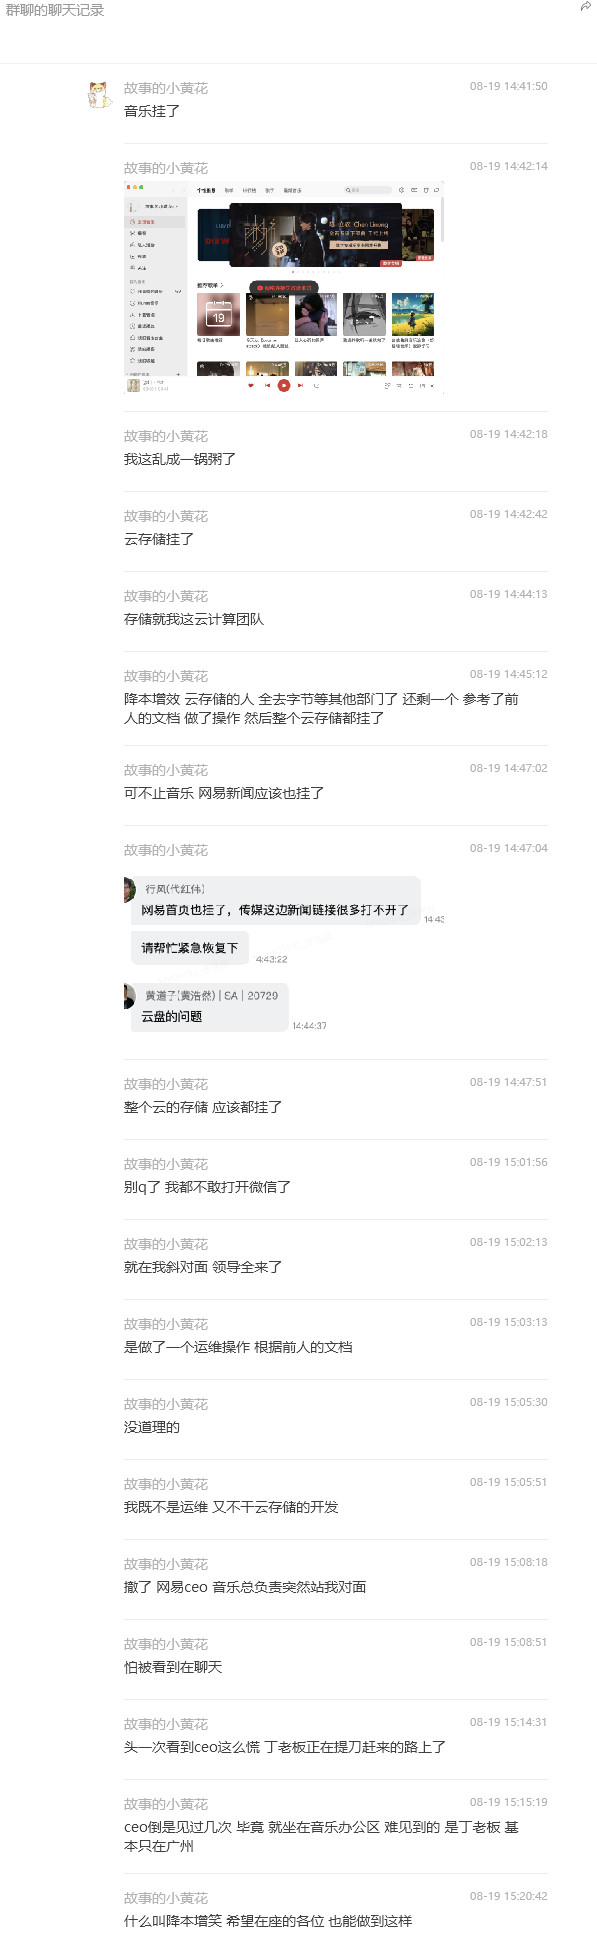 群聊的聊天记录
故事的小黄花
08-19 14:41:50
音乐挂了
故事的小黄花
08-19 14:42:14
19
故事的小黄花
08-19 14:42:18
我这乱成一锅粥了
故事的小黄花
08-19 14:42:42
云存储挂了
故事的小黄花
08-19 14:44:13
存储就我这云计算团队
故事的小黄花
08-19 14:45:12
降本增效 云存储的人 全去字节等其他部门了 还剩一个 参考了前
人的文档 做了操作 然后整个云存储都挂了
故事的小黄花
08-19 14:47:02
可不止音乐 网易新闻应该也挂了
故事的小黄花
08-19 14:47:04
行风(代红伟)
网易首页也挂了，传媒这边新闻链接很多打不开了
14:43
请帮忙紧急恢复下
4:43:22
黄道子(黄浩然) | SA | 20729
云盘的问题
14:44:37
故事的小黄花
08-19 14:47:51
整个云的存储 应该都挂了
故事的小黄花
08-19 15:01:56
别q了 我都不敢打开微信了
故事的小黄花
08-19 15:02:13
就在我斜对面 领导全来了
故事的小黄花
08-19 15:03:13
是做了一个运维操作 根据前人的文档
故事的小黄花
08-19 15:05:30
没道理的
故事的小黄花
08-19 15:05:51
我既不是运维 又不干云存储的开发
故事的小黄花
08-19 15:08:18
撤了 网易ceo 音乐总负责突然站我对面
故事的小黄花
08-19 15:08:51
怕被看到在聊天
故事的小黄花
08-19 15:14:31
头一次看到ceo这么慌 丁老板正在提刀赶来的路上了
故事的小黄花
08-19 15:15:19
ceo倒是见过几次 毕竟 就坐在音乐办公区 难见到的 是丁老板 基
本只在广州
故事的小黄花
08-19 15:20:42
什么叫降本增笑 希望在座的各位 也能做到这样